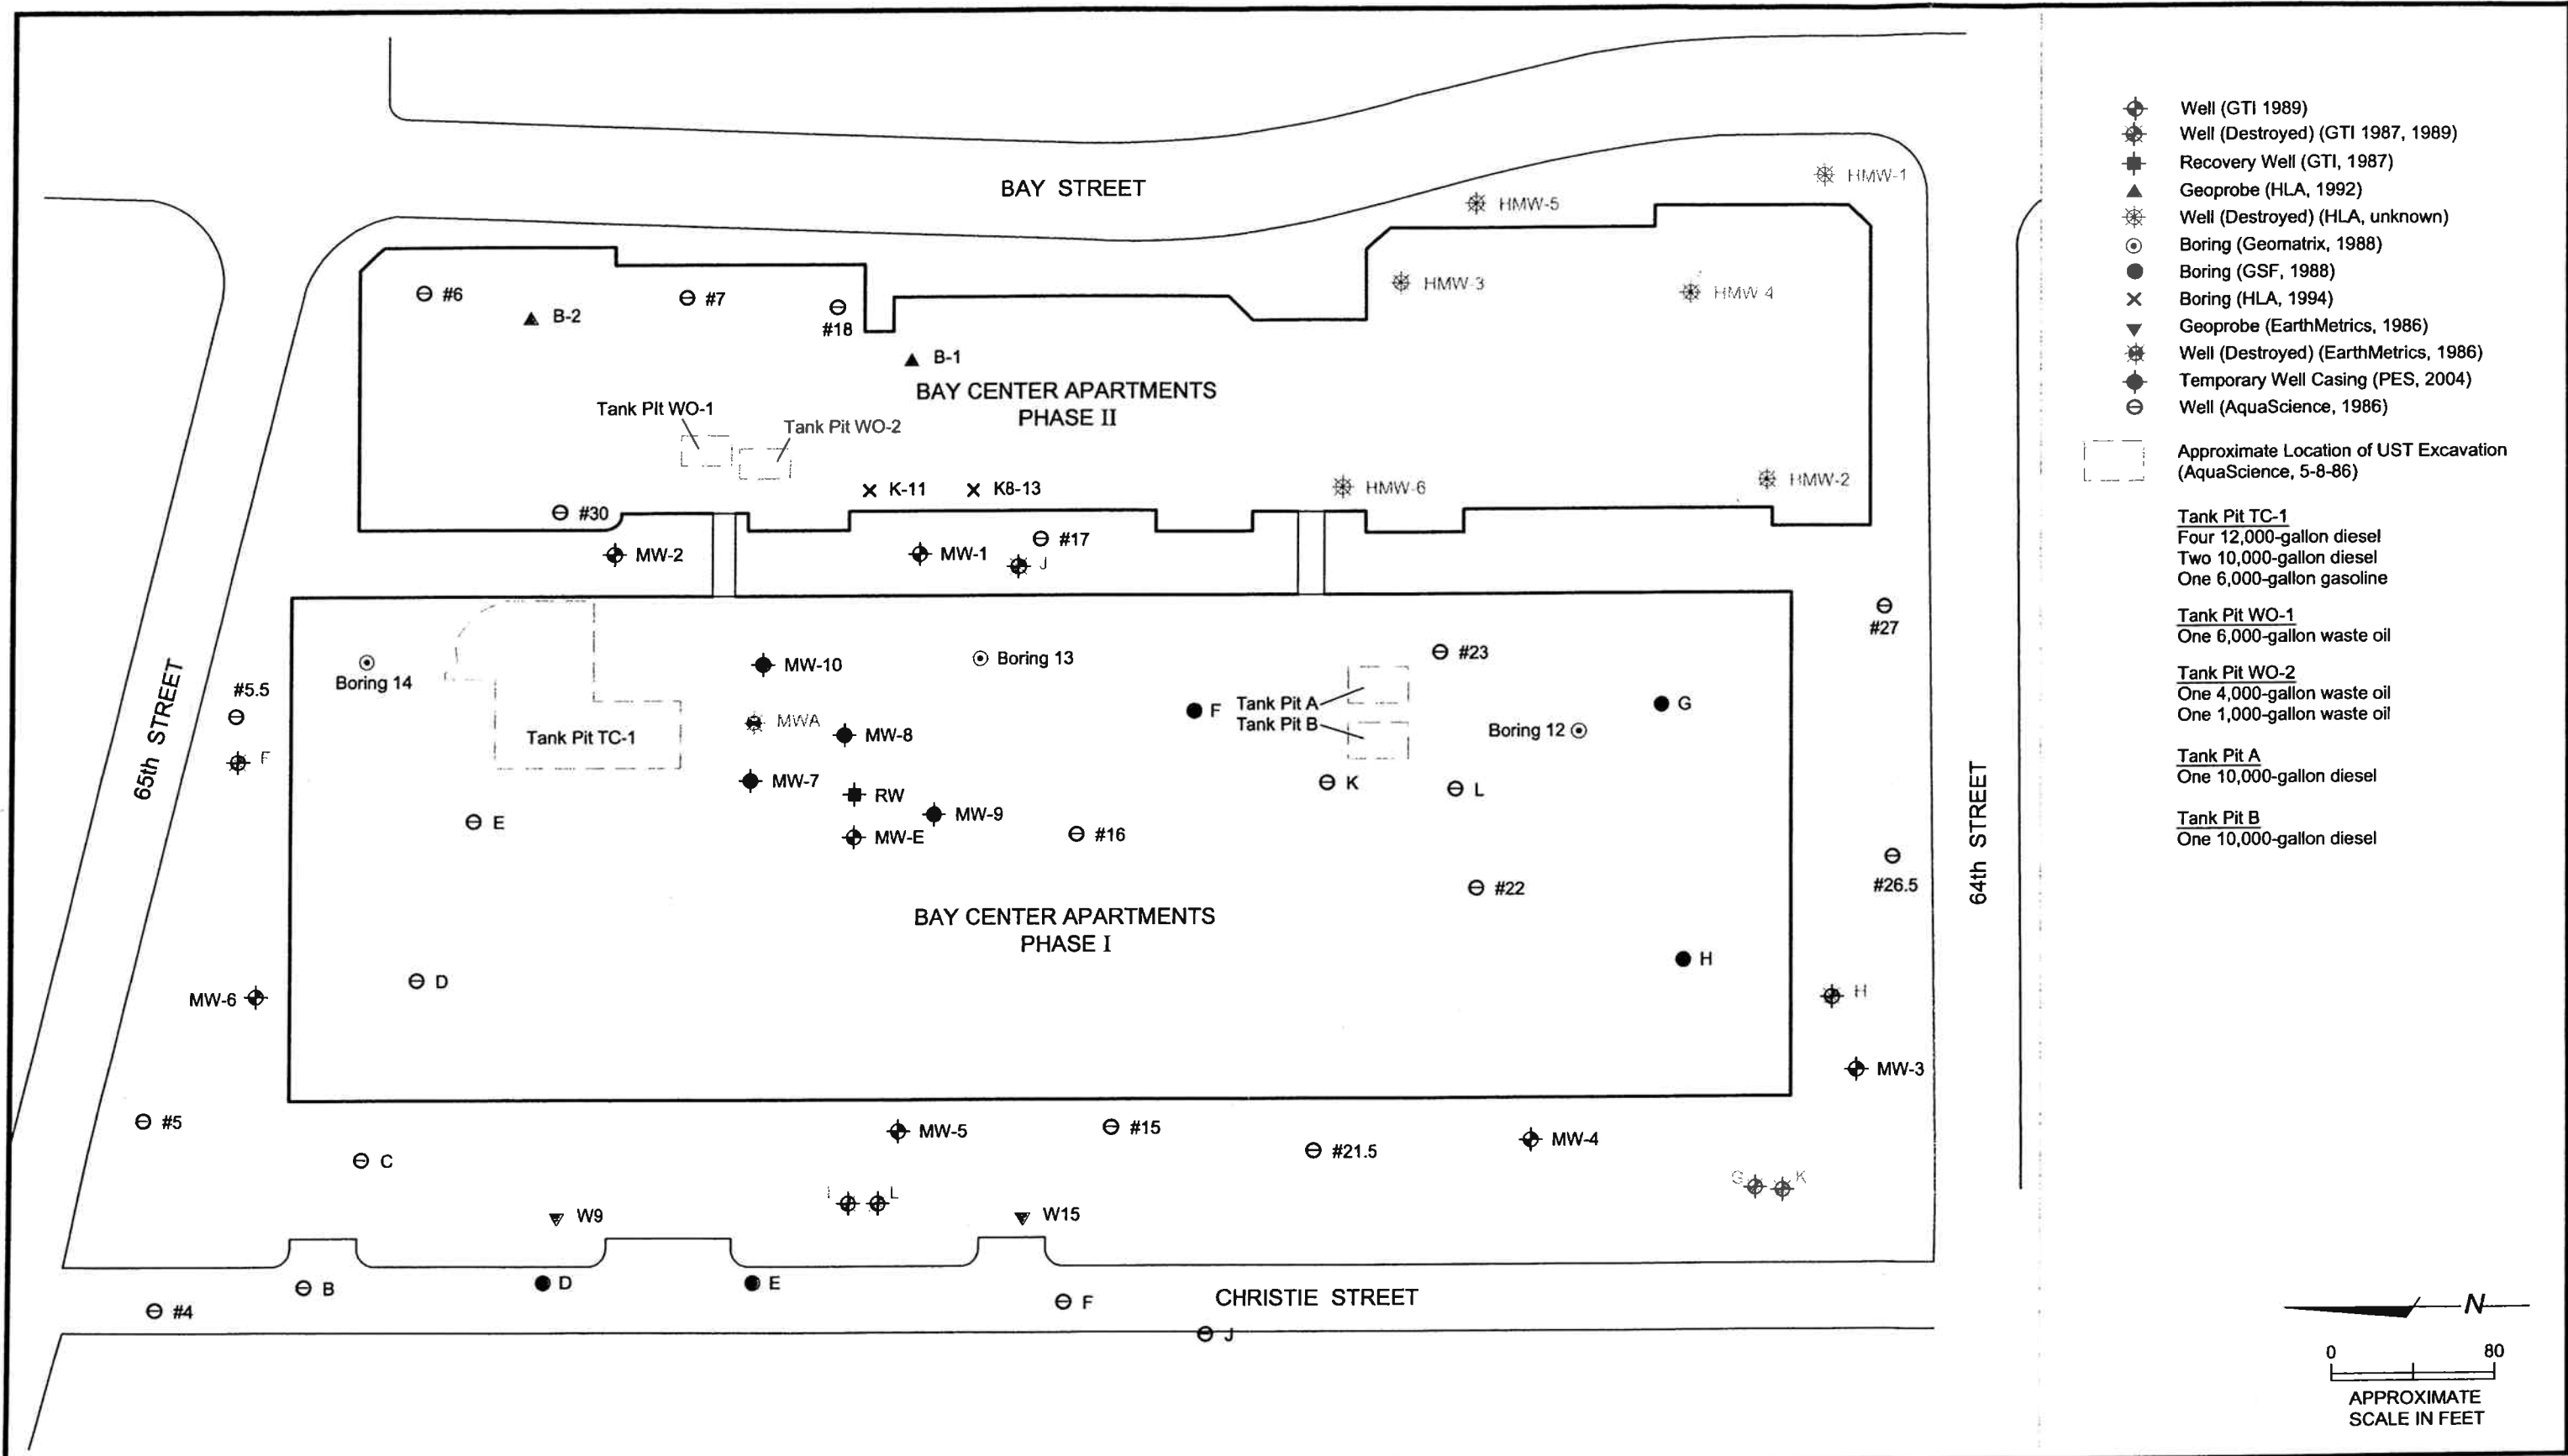 BAY STREET
HMW-1
HMW-5
HMW-3
HMW-4
#6
B-2
#7
#18
B-1
BAY CENTER APARTMENTS
PHASE II
Tank Pit WO-1
Tank Pit WO-2
K-11
K8-13
HMW-6
HMW-2
#30
MW-2
MW-1
#17
J
#27
65th STREET
#5.5
F
Boring 14
Tank Pit TC-1
MW-10
Boring 13
MWA
MW-8
MW-7
RW
MW-9
MW-E
F
Tank Pit A
Tank Pit B
#23
G
Boring 12
K
L
#16
E
#22
#26.5
64th STREET
BAY CENTER APARTMENTS
PHASE I
D
H
MW-6
H
MW-3
#5
C
MW-5
#15
#21.5
MW-4
I
L
G
K
W9
W15
#4
B
D
E
F
J
CHRISTIE STREET
Well (GTI 1989)
Well (Destroyed) (GTI 1987, 1989)
Recovery Well (GTI, 1987)
Geoprobe (HLA, 1992)
Well (Destroyed) (HLA, unknown)
Boring (Geomatrix, 1988)
Boring (GSF, 1988)
Boring (HLA, 1994)
Geoprobe (EarthMetrics, 1986)
Well (Destroyed) (EarthMetrics, 1986)
Temporary Well Casing (PES, 2004)
Well (AquaScience, 1986)
Approximate Location of UST Excavation
(AquaScience, 5-8-86)
Tank Pit TC-1
Four 12,000-gallon diesel
Two 10,000-gallon diesel
One 6,000-gallon gasoline
Tank Pit WO-1
One 6,000-gallon waste oil
Tank Pit WO-2
One 4,000-gallon waste oil
One 1,000-gallon waste oil
Tank Pit A
One 10,000-gallon diesel
Tank Pit B
One 10,000-gallon diesel
N
0 80
APPROXIMATE
SCALE IN FEET